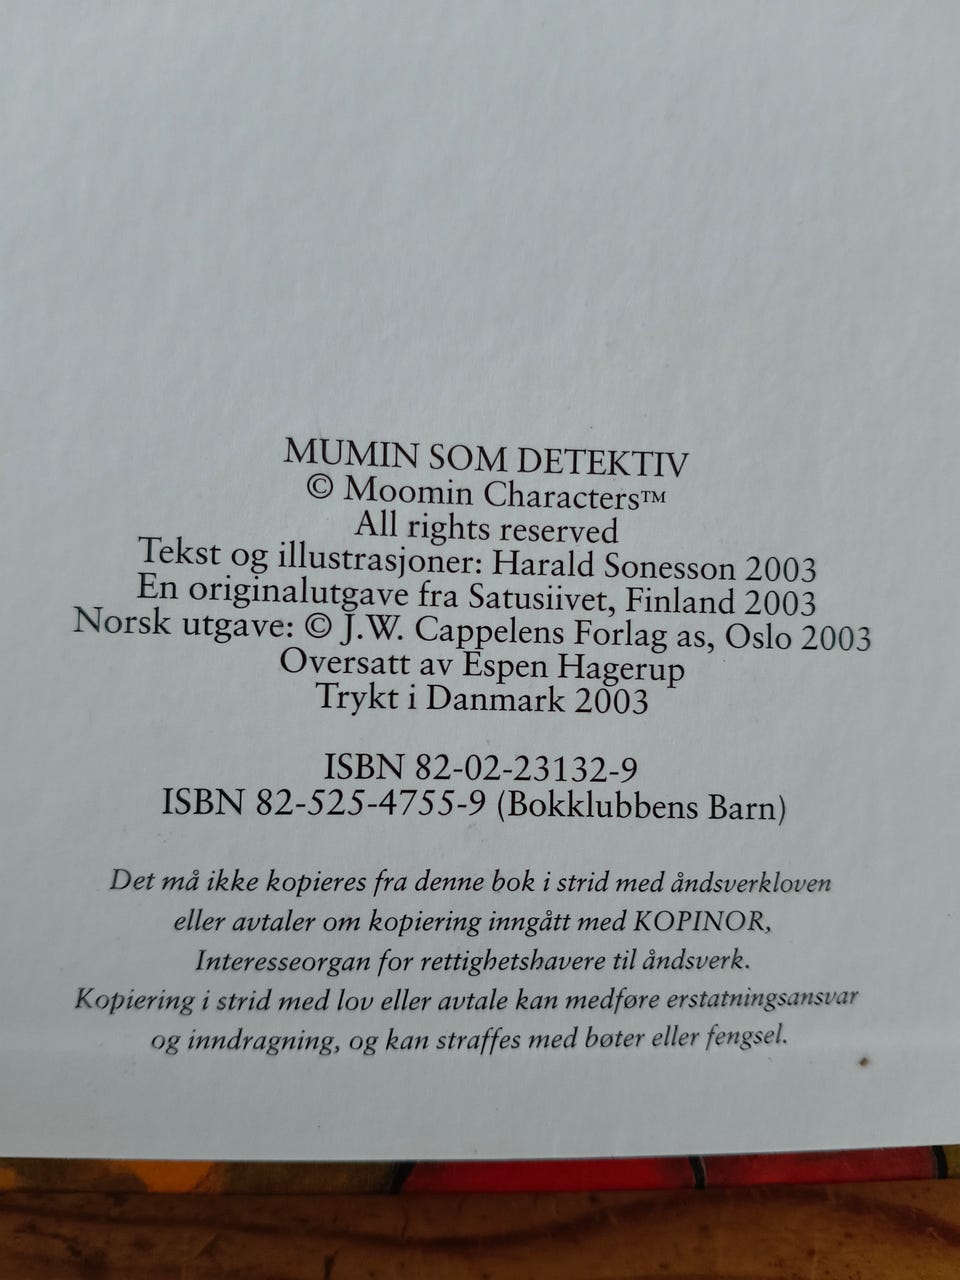 MUMIN SOM DETEKTIV
© Moomin Characters™
All rights reserved
Tekst og illustrasjoner: Harald Sonesson 2003
En originalutgave fra Satusiivet, Finland 2003
Norsk utgave: © J.W. Cappelens Forlag as, Oslo 2003
Oversatt av Espen Hagerup
Trykt i Danmark 2003
ISBN 82-02-23132-9
ISBN 82-525-4755-9 (Bokklubbens Barn)
Det må ikke kopieres fra denne bok i strid med åndsverkloven
eller avtaler om kopiering inngått med KOPINOR,
Interesseorgan for rettighetshavere til åndsverk.
Kopiering i strid med lov eller avtale kan medføre erstatningsansvar
og inndragning, og kan straffes med bøter eller fengsel.